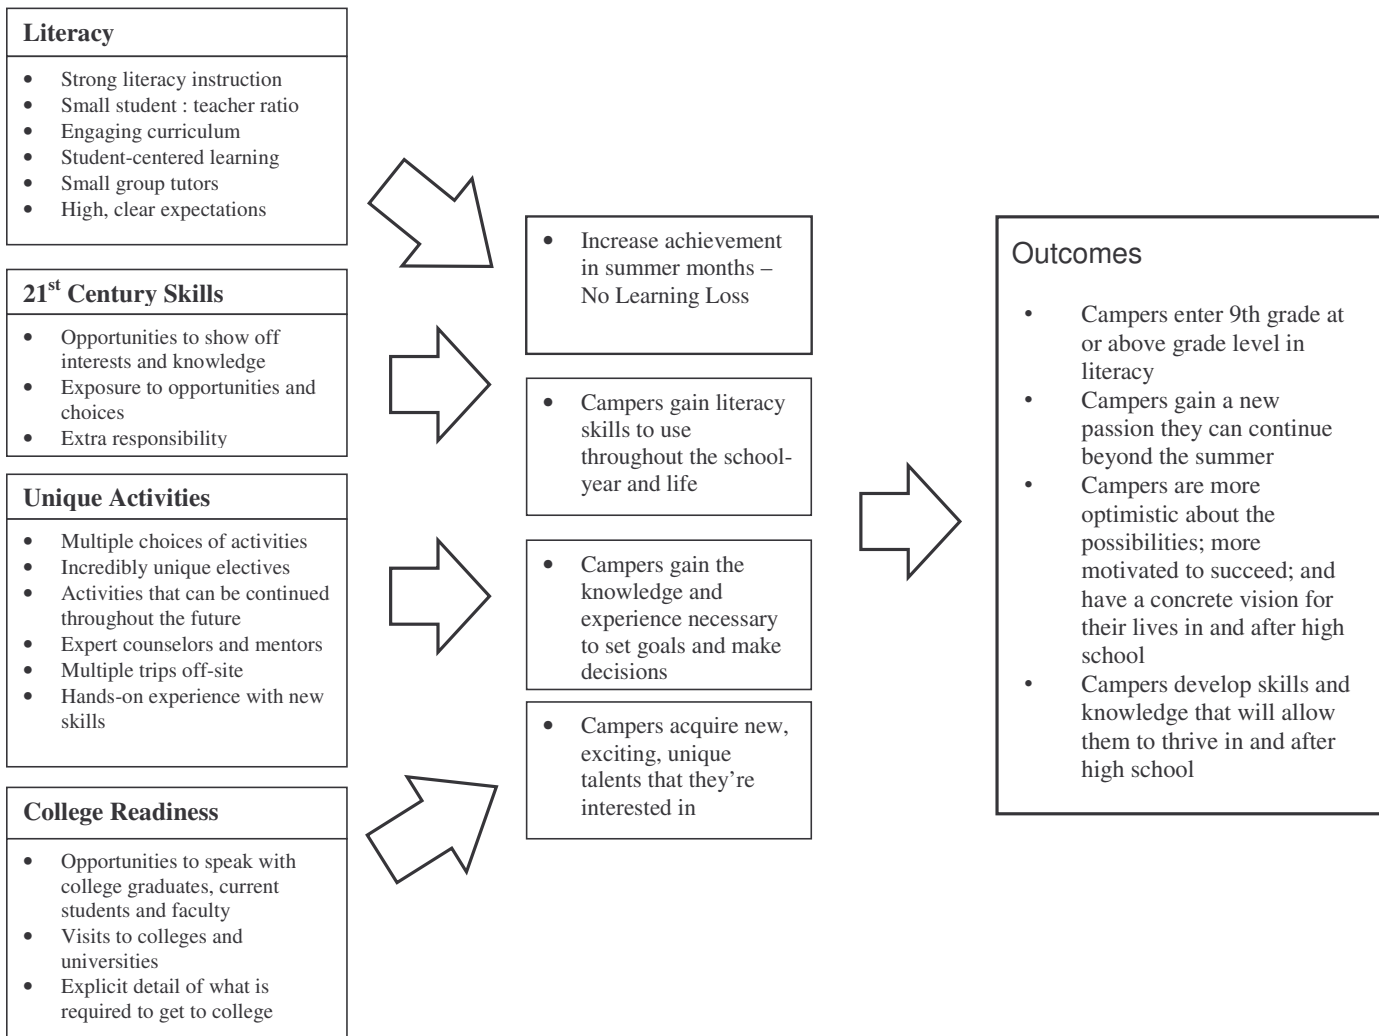 Literacy
• Strong literacy instruction
• Small student : teacher ratio
• Engaging curriculum
• Student-centered learning
• Small group tutors
• High, clear expectations
21st Century Skills
• Opportunities to show off
interests and knowledge
• Exposure to opportunities and
choices
• Extra responsibility
Unique Activities
• Multiple choices of activities
• Incredibly unique electives
• Activities that can be continued
throughout the future
• Expert counselors and mentors
• Multiple trips off-site
• Hands-on experience with new
skills
College Readiness
• Opportunities to speak with
college graduates, current
students and faculty
• Visits to colleges and
universities
• Explicit detail of what is
required to get to college
• Increase achievement
in summer months –
No Learning Loss
• Campers gain literacy
skills to use
throughout the school-
year and life
• Campers gain the
knowledge and
experience necessary
to set goals and make
decisions
• Campers acquire new,
exciting, unique
talents that they’re
interested in
Outcomes
• Campers enter 9th grade at
or above grade level in
literacy
• Campers gain a new
passion they can continue
beyond the summer
• Campers are more
optimistic about the
possibilities; more
motivated to succeed; and
have a concrete vision for
their lives in and after high
school
• Campers develop skills and
knowledge that will allow
them to thrive in and after
high school